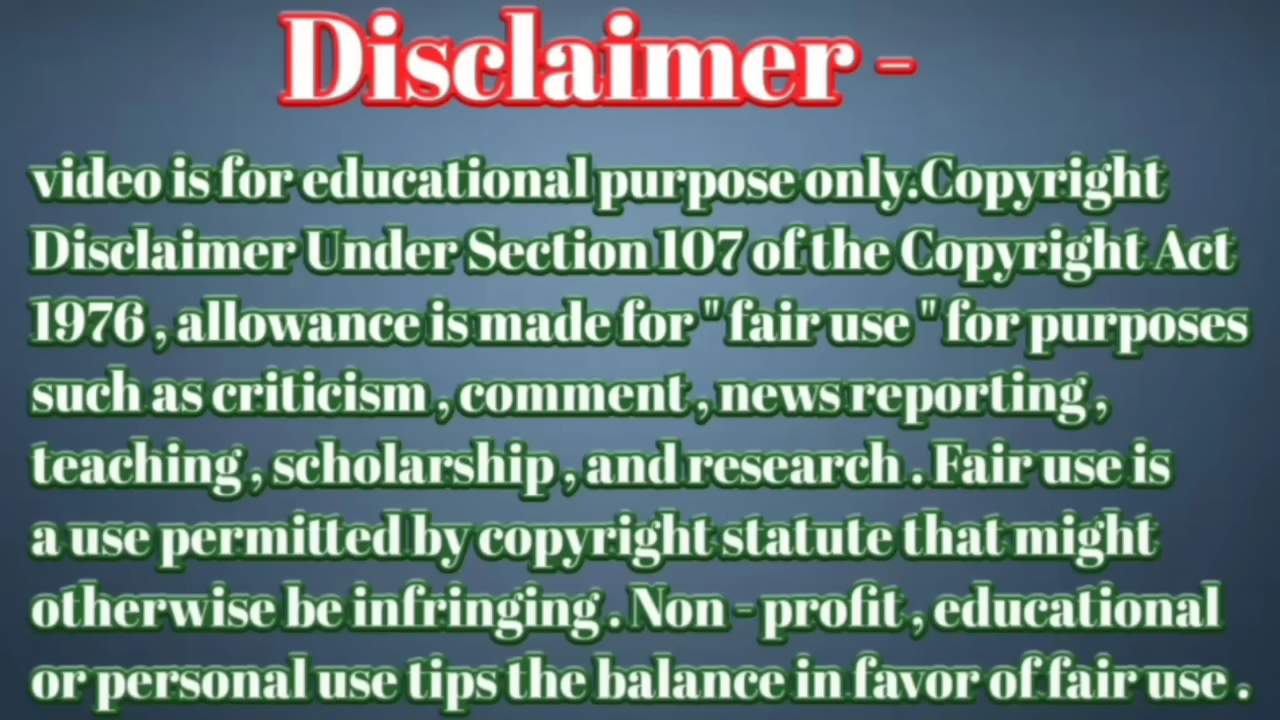 Disclaimer -
video is for educational purpose only.Copyright
Disclaimer Under Section 107 of the Copyright Act
1976 , allowance is made for " fair use " for purposes
such as criticism , comment , news reporting ,
teaching , scholarship , and research . Fair use is
a use permitted by copyright statute that might
otherwise be infringing . Non - profit , educational
or personal use tips the balance in favor of fair use .